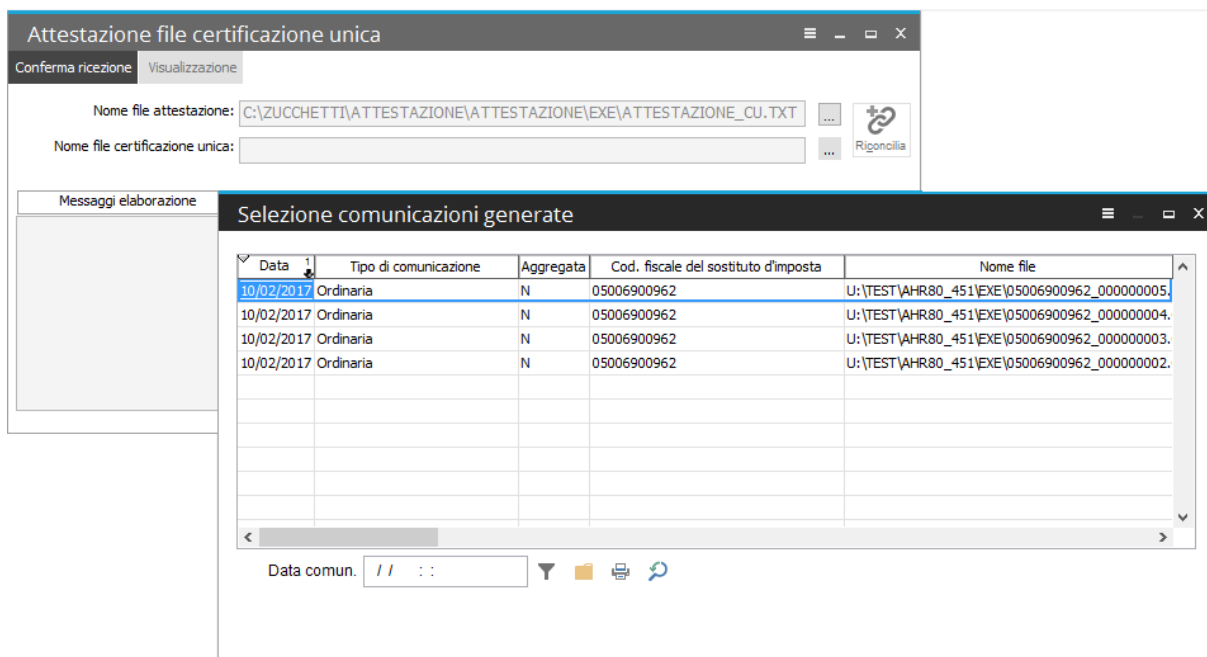 Attestazione file certificazione unica
Conferma ricezione Visualizzazione
Nome file attestazione: C:\ZUCCHETTI\ATTESTAZIONE\ATTESTAZIONE\EXE\ATTESTAZIONE_CU.TXT ...
Nome file certificazione unica: ...
Riconcilia
Messaggi elaborazione
Selezione comunicazioni generate
Data 1 Tipo di comunicazione Aggregata Cod. fiscale del sostituto d'imposta Nome file
10/02/2017 Ordinaria N 05006900962 U:\TEST\AHR80_451\EXE\05006900962_000000005.
10/02/2017 Ordinaria N 05006900962 U:\TEST\AHR80_451\EXE\05006900962_000000004.
10/02/2017 Ordinaria N 05006900962 U:\TEST\AHR80_451\EXE\05006900962_000000003.
10/02/2017 Ordinaria N 05006900962 U:\TEST\AHR80_451\EXE\05006900962_000000002.
Data comun. / / : :